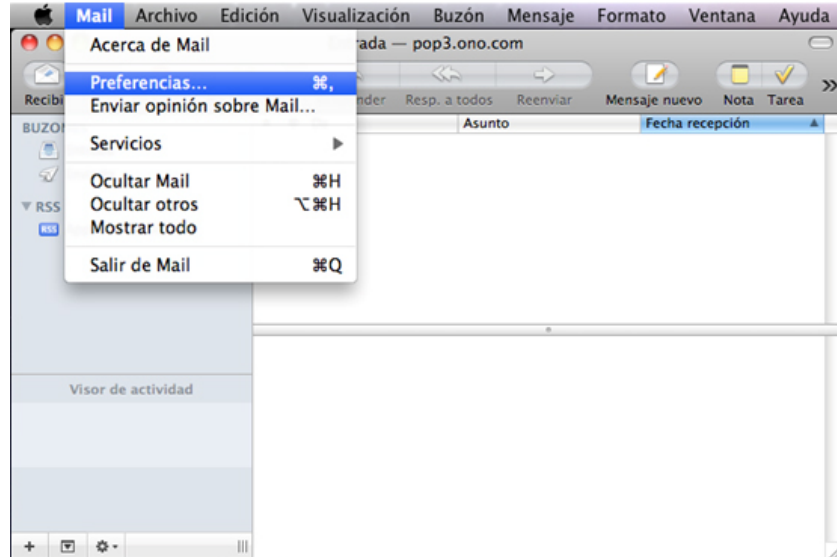 Mail Archivo Edición Visualización Buzón Mensaje Formato Ventana Ayuda
Acerca de Mail
rada — pop3.ono.com
Preferencias... ⌘,
Enviar opinión sobre Mail...
Servicios
Ocultar Mail ⌘H
Ocultar otros ⌥⌘H
Mostrar todo
Salir de Mail ⌘Q
Recibi
nder Resp. a todos Reenviar Mensaje nuevo Nota Tarea
Asunto Fecha recepción
BUZO
RSS
RSS
Visor de actividad